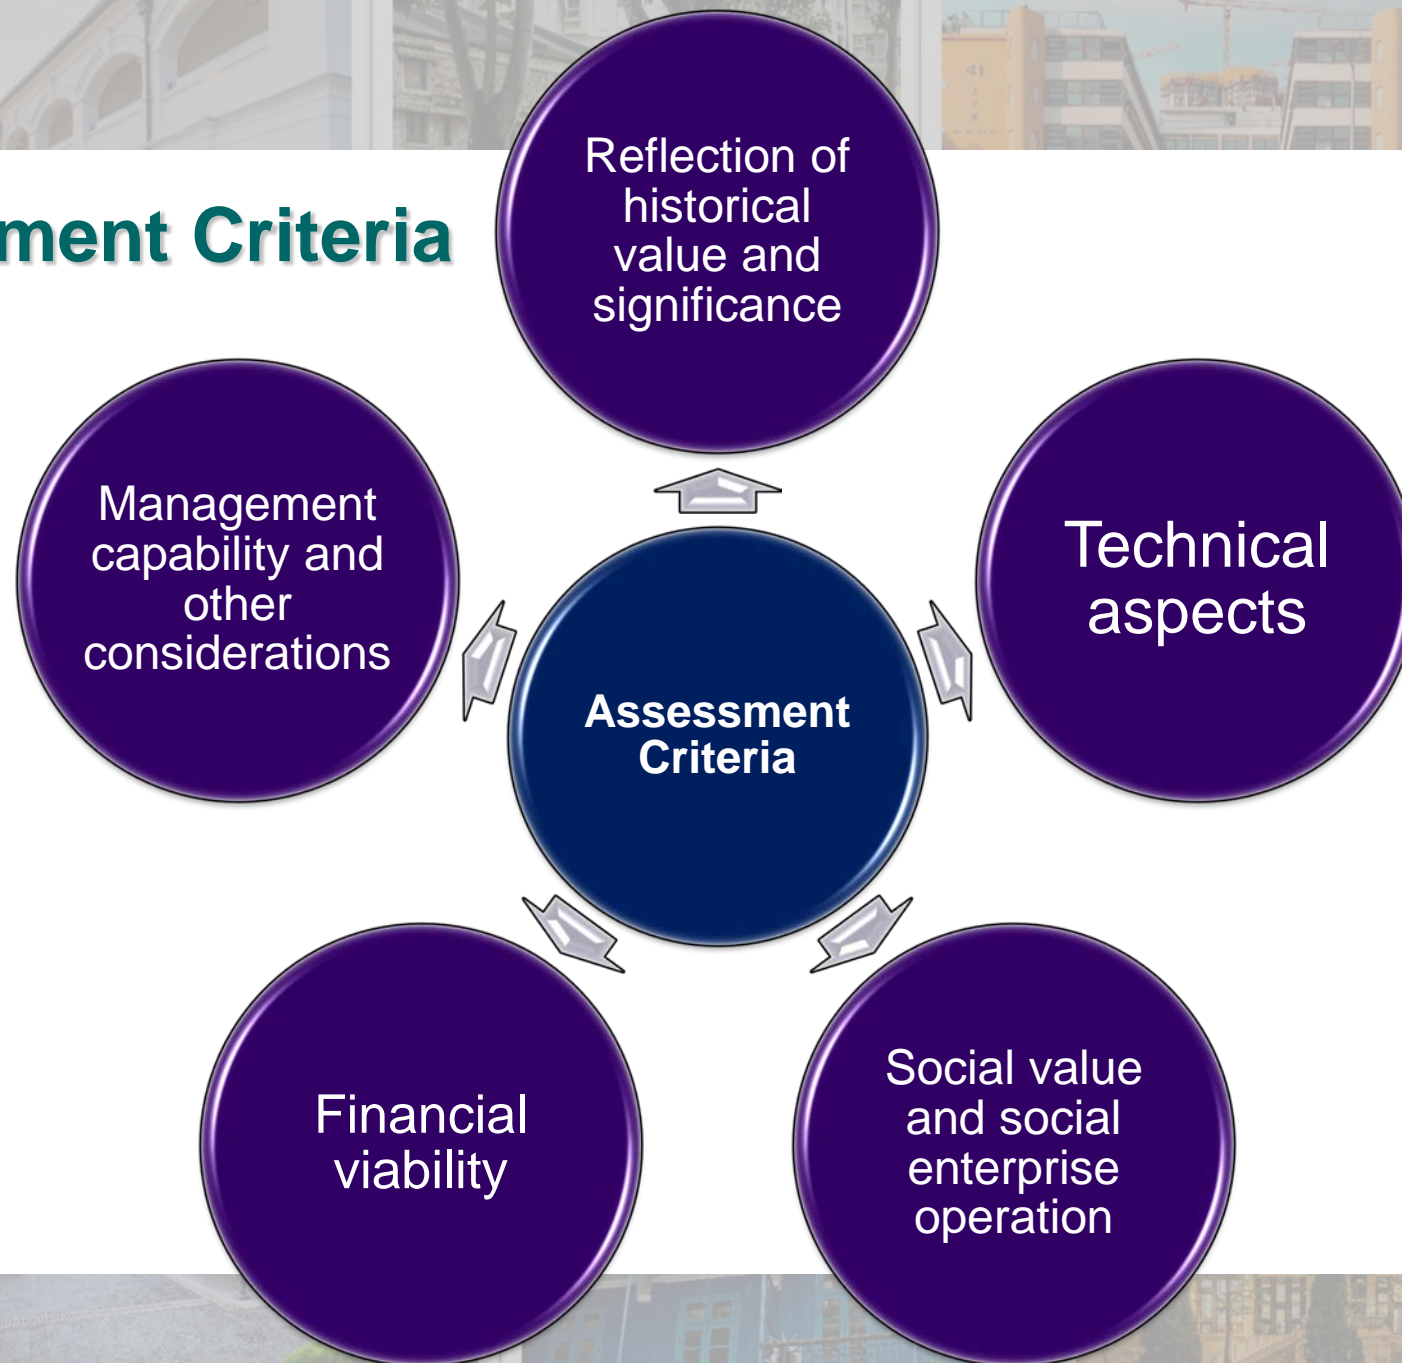 ment Criteria
Reflection of
historical
value and
significance
Technical
aspects
Social value
and social
enterprise
operation
Financial
viability
Management
capability and
other
considerations
Assessment
Criteria
41